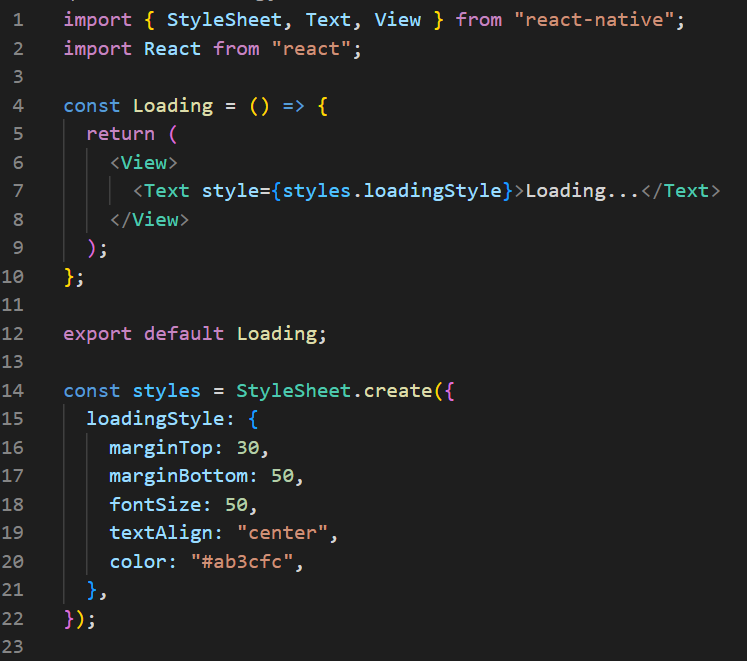 1 import { StyleSheet, Text, View } from "react-native";
2 import React from "react";
3
4 const Loading = () => {
5   return (
6     <View>
7       <Text style={styles.loadingStyle}>Loading...</Text>
8     </View>
9   );
10 };
11
12 export default Loading;
13
14 const styles = StyleSheet.create({
15   loadingStyle: {
16     marginTop: 30,
17     marginBottom: 50,
18     fontSize: 50,
19     textAlign: "center",
20     color: "#ab3cfc",
21   },
22 });
23